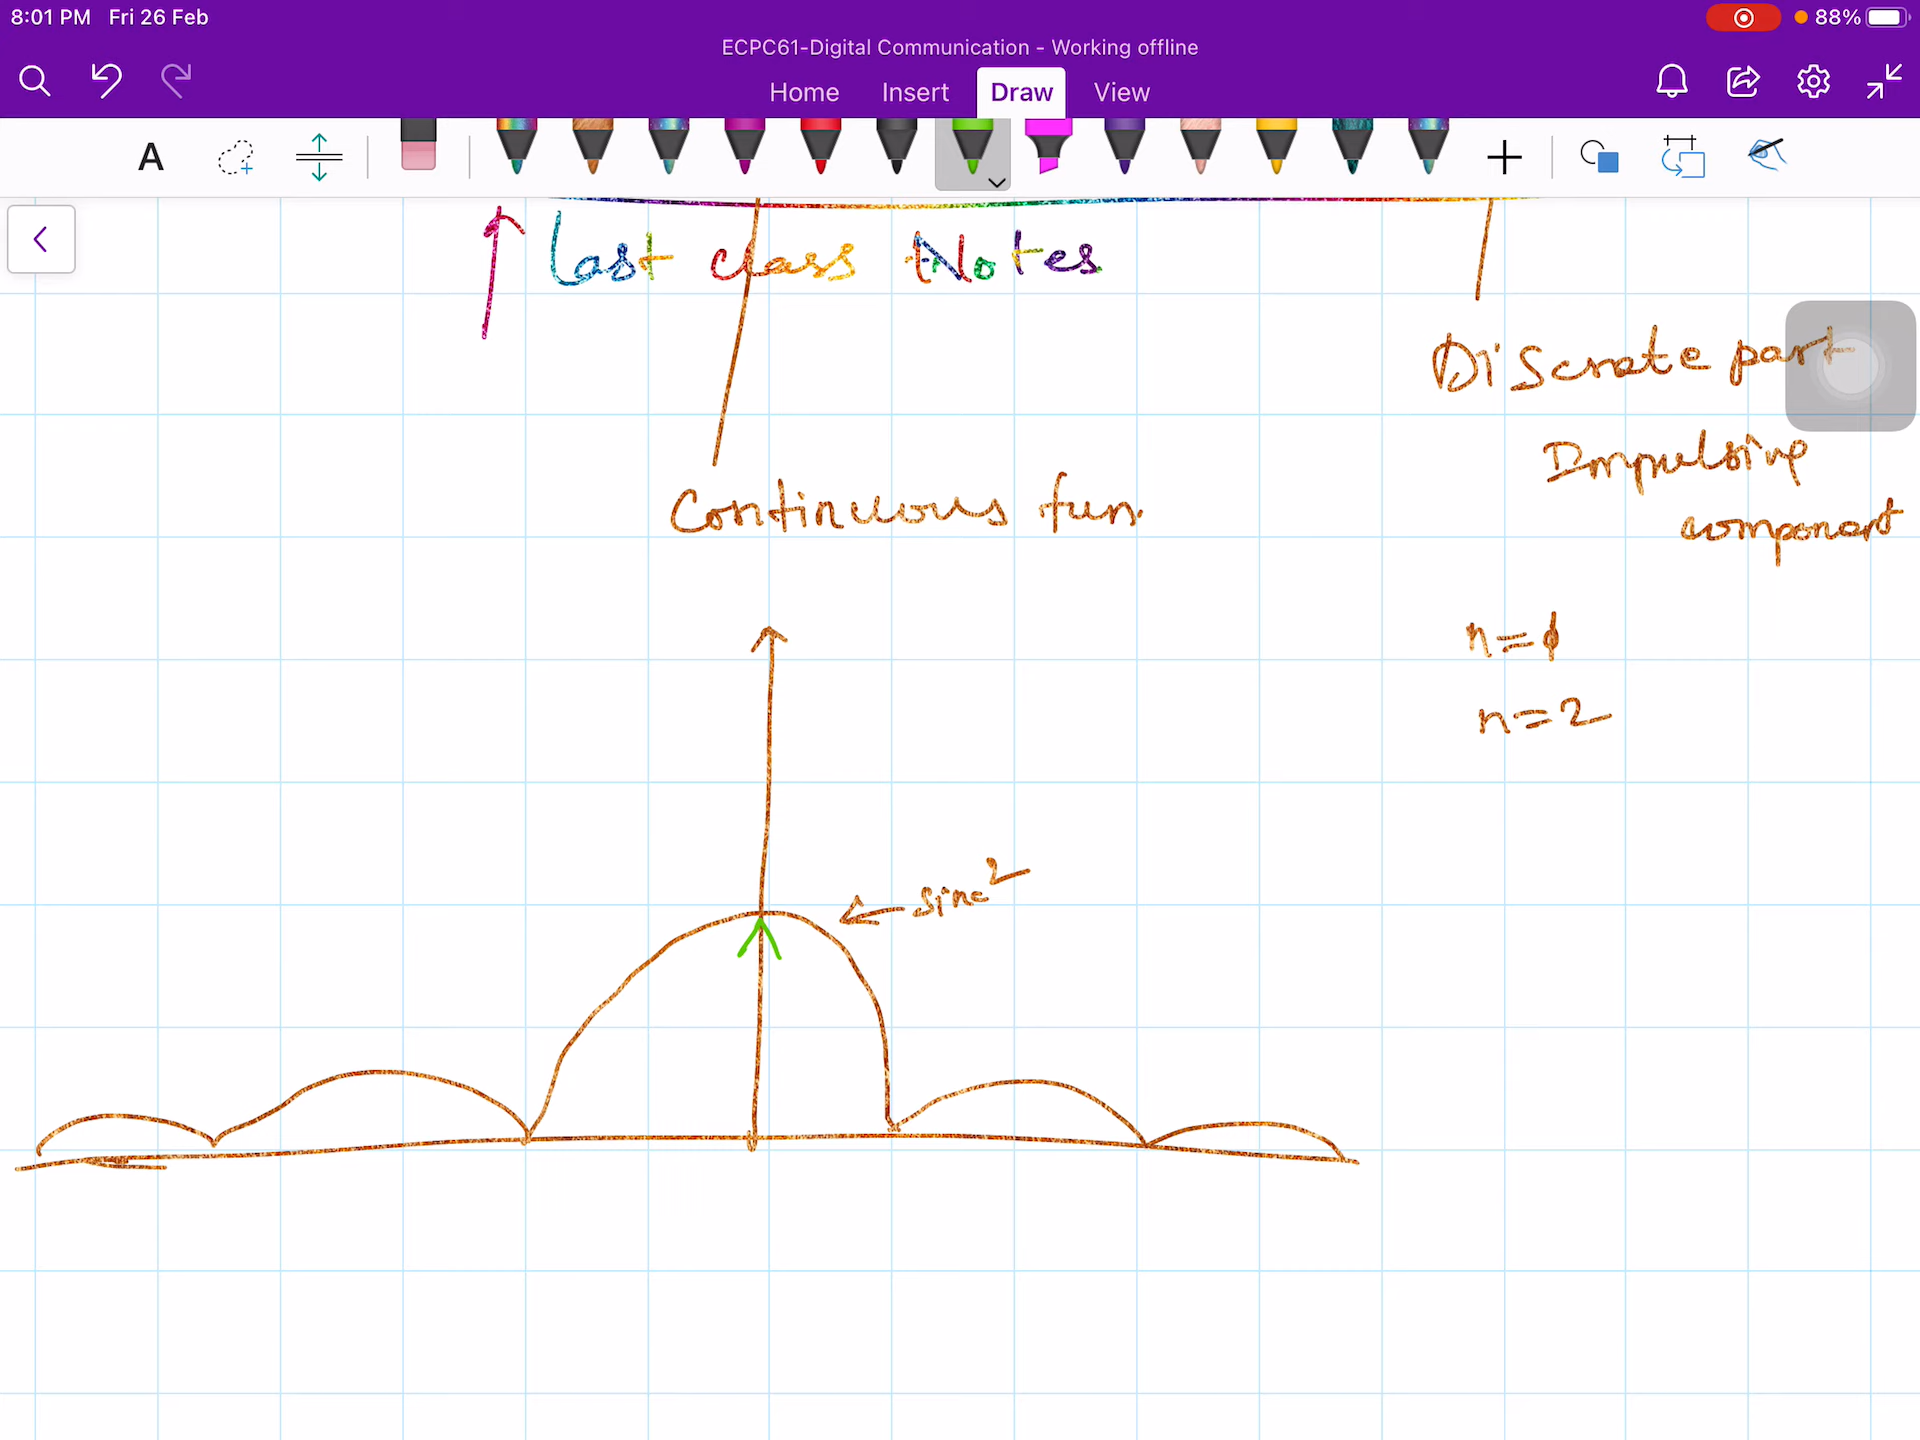 8:01 PM Fri 26 Feb
88%
ECPC61-Digital Communication - Working offline
Home Insert Draw View
A
Last class Notes
Discrete part
Impulsive
component
Continuous fun.
n=ϕ
n=2
sinc²